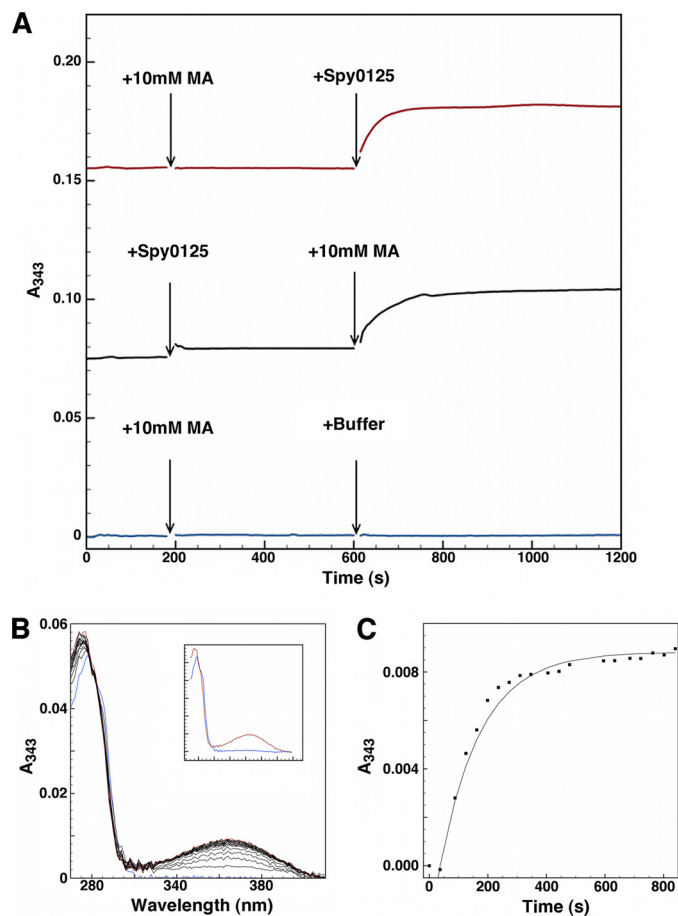 A
0.20
+10mM MA
+Spy0125
0.15
+Spy0125
+10mM MA
A343
0.10
0.05
+10mM MA
+Buffer
0
0 200 400 600 800 1000 1200
Time (s)
B
0.06
0.04
A343
0.02
0
280 340 380
Wavelength (nm)
C
0.008
A343
0.004
0.000
0 200 400 600 800
Time (s)